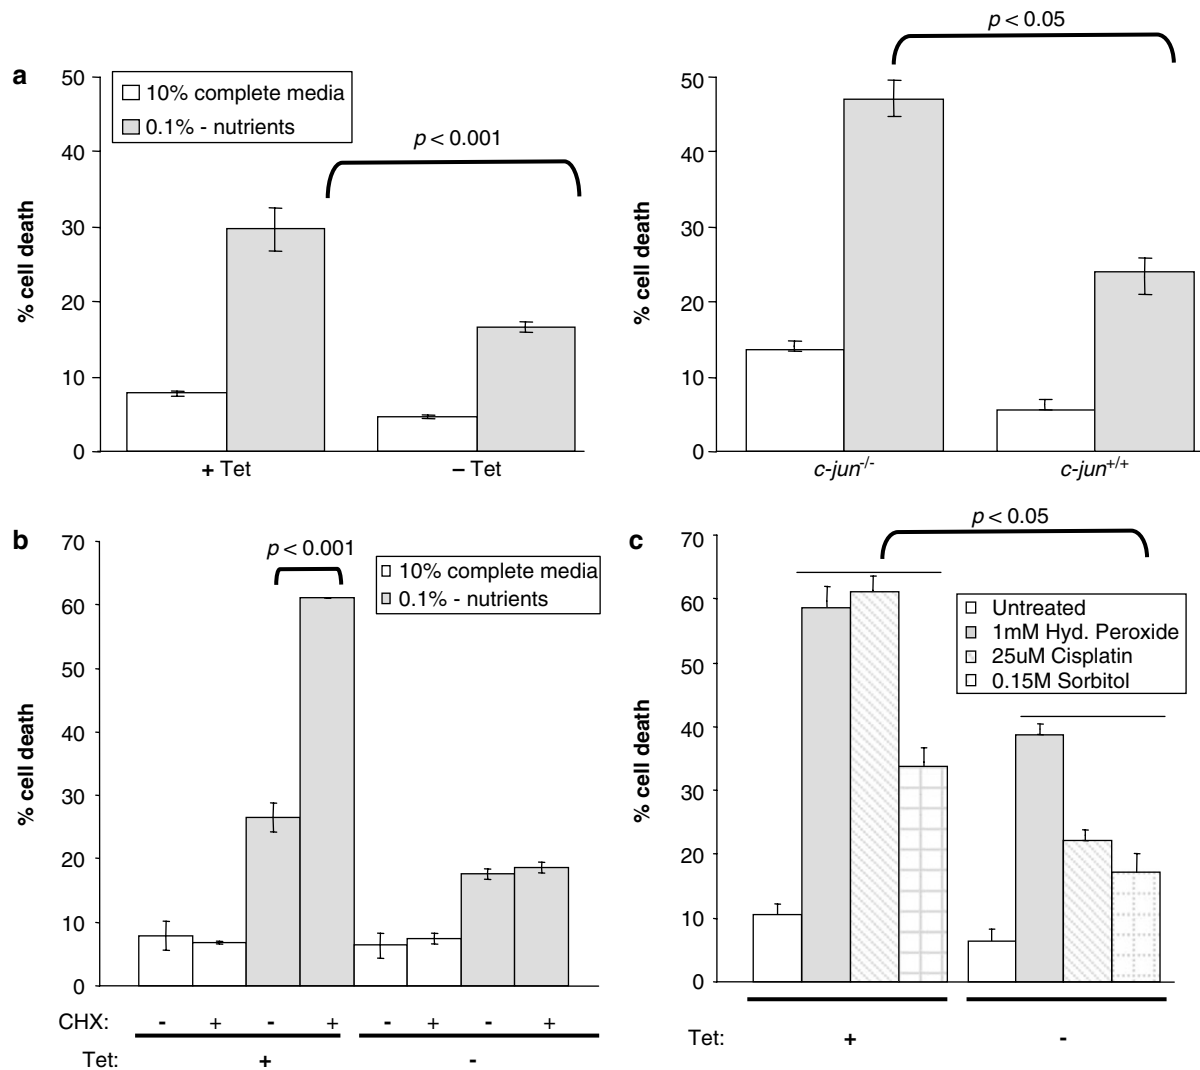 a
10% complete media
0.1% - nutrients
p < 0.001
% cell death
50
40
30
20
10
0
+ Tet
– Tet
p < 0.05
% cell death
50
40
30
20
10
0
c-jun-/-
c-jun+/+
b
p < 0.001
10% complete media
0.1% - nutrients
% cell death
70
60
50
40
30
20
10
0
CHX: - + - + - + - +
Tet: + -
c
p < 0.05
Untreated
1mM Hyd. Peroxide
25uM Cisplatin
0.15M Sorbitol
% cell death
70
60
50
40
30
20
10
0
Tet: + -